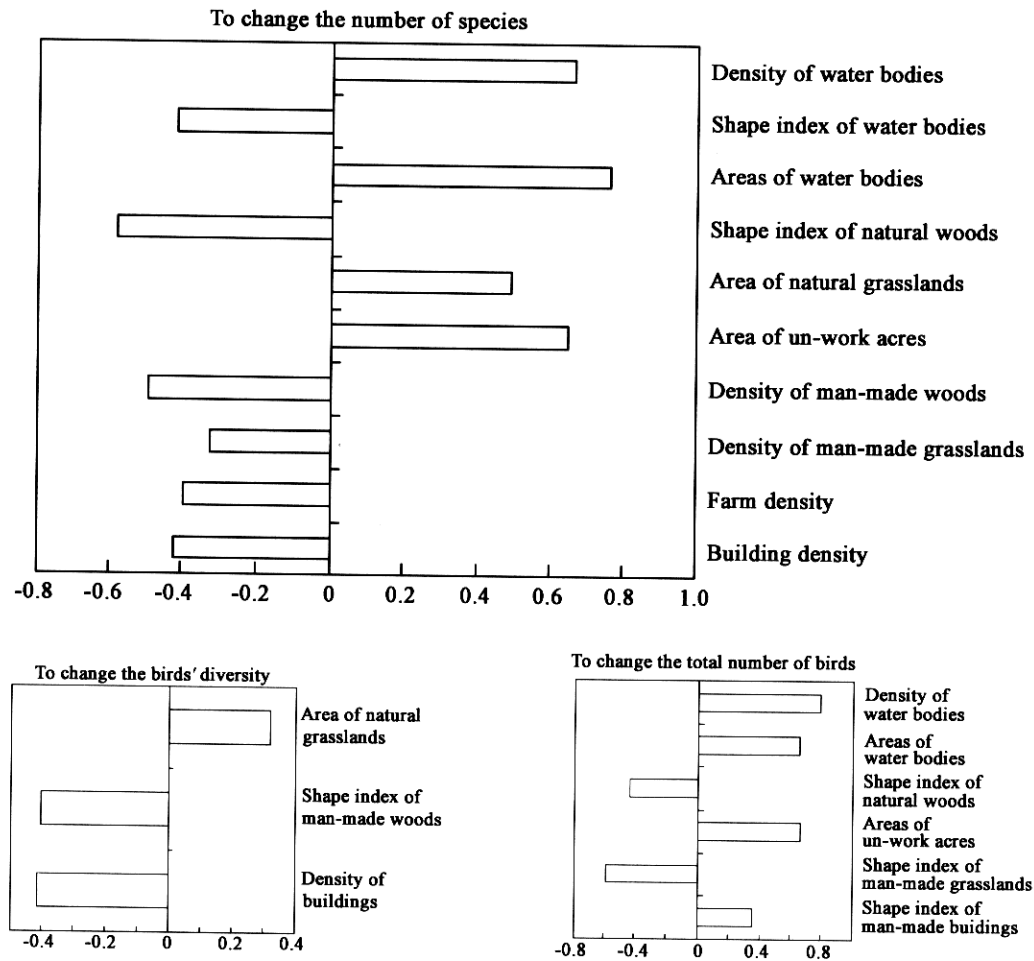 To change the number of species
Density of water bodies
Shape index of water bodies
Areas of water bodies
Shape index of natural woods
Area of natural grasslands
Area of un-work acres
Density of man-made woods
Density of man-made grasslands
Farm density
Building density
-0.8 -0.6 -0.4 -0.2 0 0.2 0.4 0.6 0.8 1.0
To change the birds' diversity
Area of natural
grasslands
Shape index of
man-made woods
Density of
buildings
-0.4 -0.2 0 0.2 0.4
To change the total number of birds
Density of
water bodies
Areas of
water bodies
Shape index of
natural woods
Areas of
un-work acres
Shape index of
man-made grasslands
Shape index of
man-made buidings
-0.8 -0.4 0 0.4 0.8